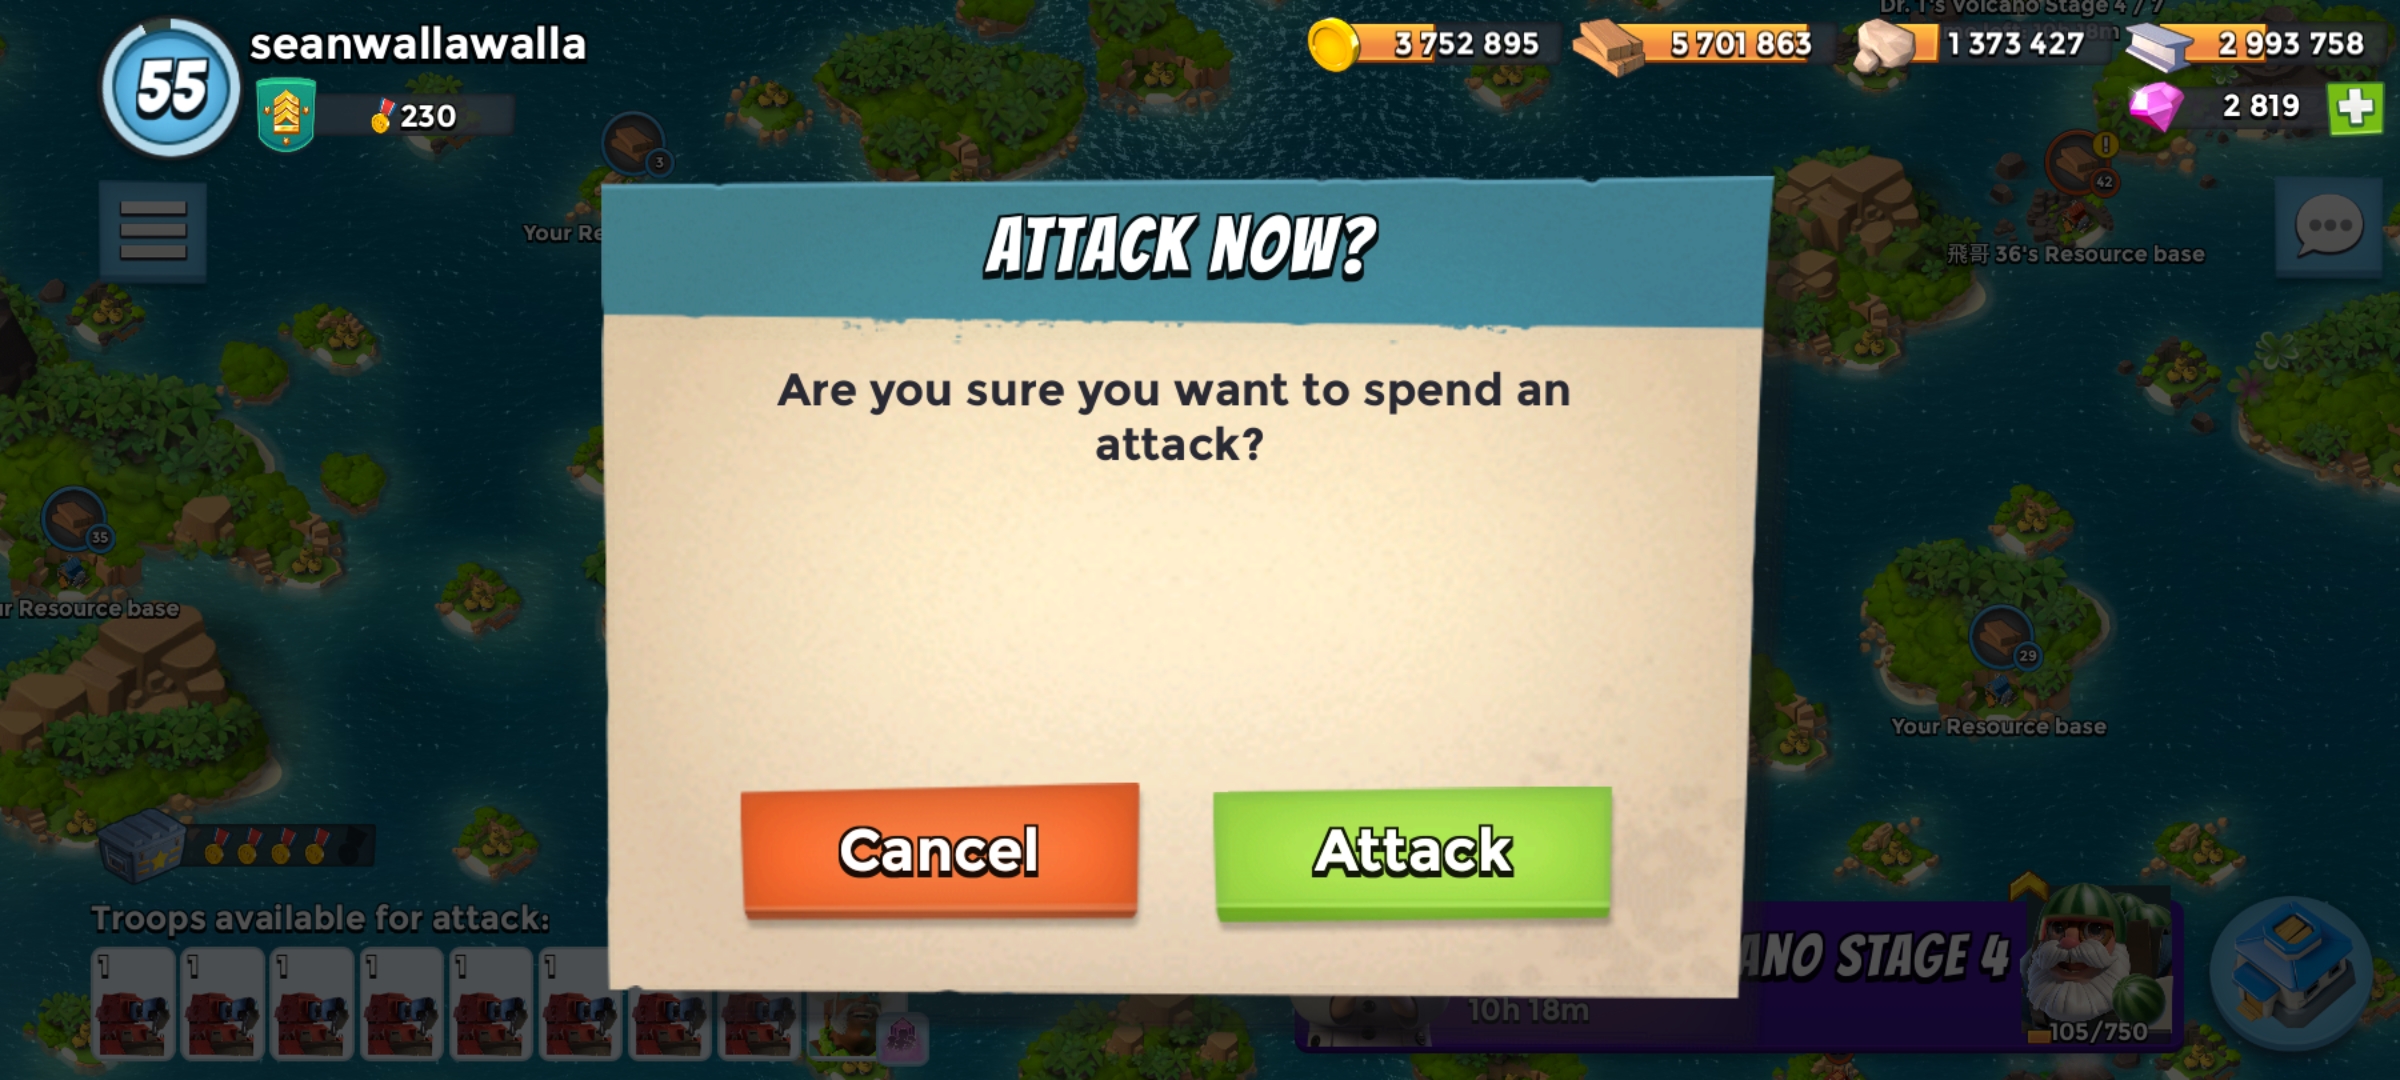 Dr. T's Volcano Stage 4 / 7
55
seanwallawalla
230
3 752 895
5 701 863
1 373 427
2 993 758
2 819
3
Your Re
42
飛哥 36's Resource base
ATTACK NOW?
Are you sure you want to spend an
attack?
35
r Resource base
29
Your Resource base
Cancel
Attack
Troops available for attack:
1
1
1
1
1
1
ANO STAGE 4
10h 18m
105/750